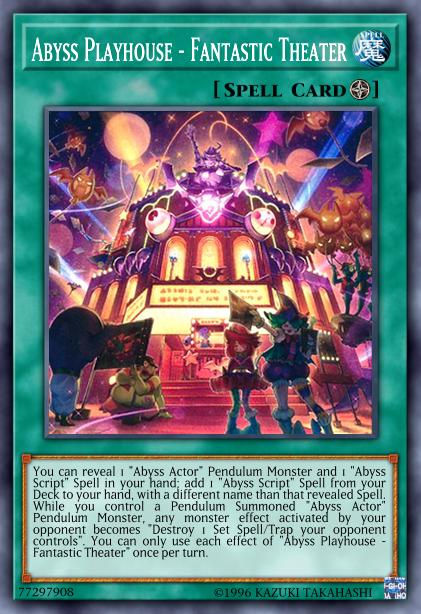 Abyss Playhouse - Fantastic Theater
SPELL
魔
[SPELL CARD]
You can reveal 1 "Abyss Actor" Pendulum Monster and 1 "Abyss
Script" Spell in your hand; add 1 "Abyss Script" Spell from your
Deck to your hand, with a different name than that revealed Spell.
While you control a Pendulum Summoned "Abyss Actor"
Pendulum Monster, any monster effect activated by your
opponent becomes "Destroy 1 Set Spell/Trap your opponent
controls". You can only use each effect of "Abyss Playhouse -
Fantastic Theater" once per turn.
77297908
©1996 KAZUKI TAKAHASHI